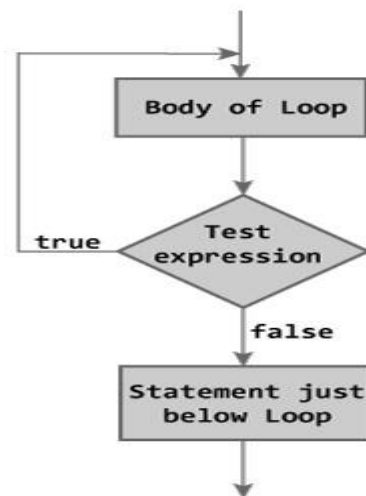 Body of Loop
Test
expression
true
false
Statement just
below Loop